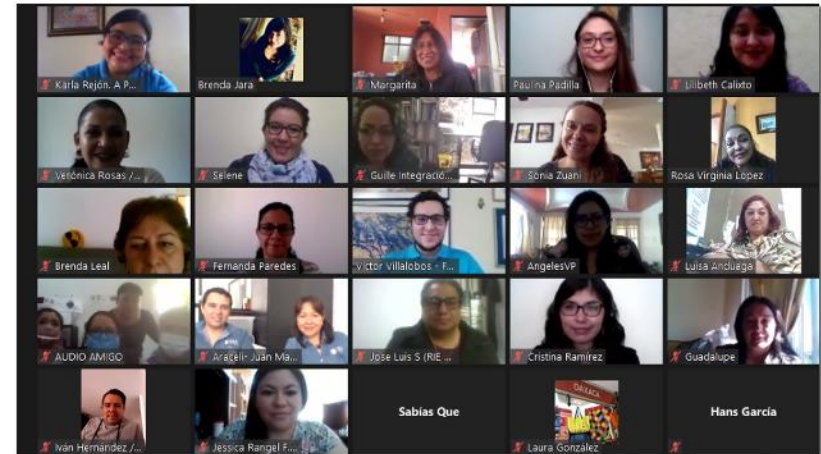 Karla Rejón. A P...
Brenda Jara
Margarita
Paulina Padilla
Lilibeth Calixto
Verónica Rosas /...
Selene
Guille Integració...
Sonia Zuani
Rosa Virginia Lopez
Brenda Leal
Fernanda Paredes
Víctor Villalobos - F...
AngelesVP
Luisa Anduaga
AUDIO AMIGO
Araceli- Juan Ma...
Jose Luis S (RIE ...
Cristina Ramírez
Guadalupe
Iván Hernández /...
Jessica Rangel F....
Sabías Que
OAXACA
Laura González
Hans García